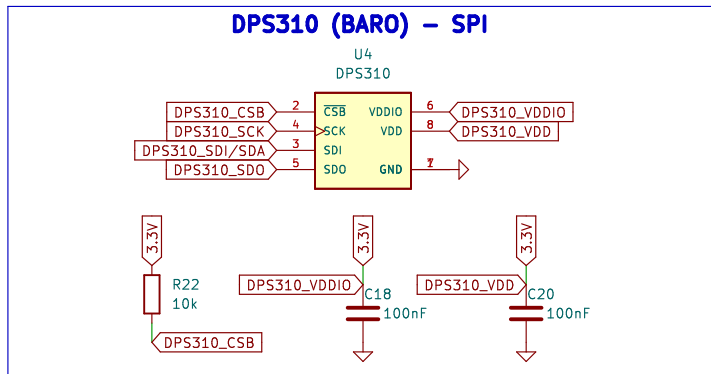 DPS310 (BARO) - SPI
U4
DPS310
DPS310_CSB 2 CSB VDDIO 6 DPS310_VDDIO
DPS310_SCK 4 SCK VDD 8 DPS310_VDD
DPS310_SDI/SDA 3 SDI
DPS310_SDO 5 SDO GND
3.3V 3.3V 3.3V
R22
10k
DPS310_VDDIO C18
100nF
DPS310_VDD C20
100nF
DPS310_CSB